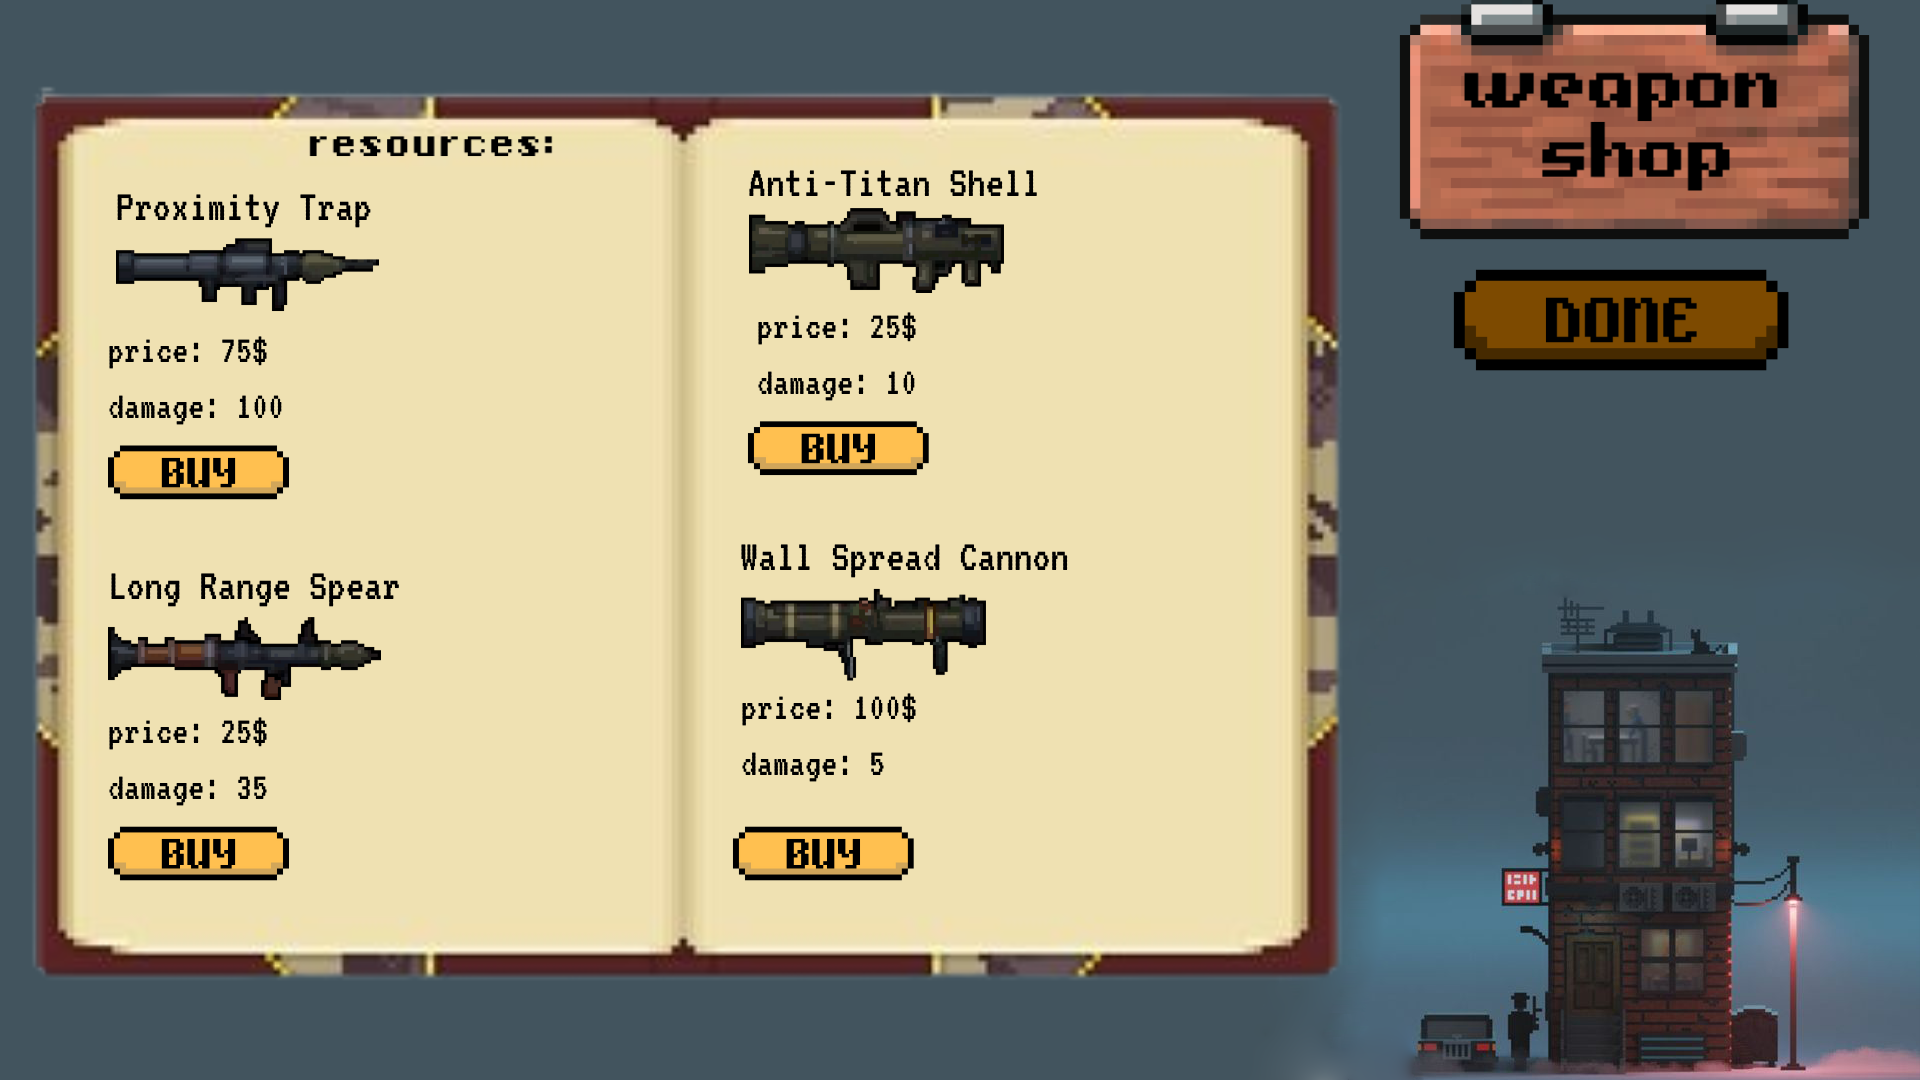 weapon
shop
DONE
resources:
Proximity Trap
price: 75$
damage: 100
BUY
Long Range Spear
price: 25$
damage: 35
BUY
Anti-Titan Shell
price: 25$
damage: 10
BUY
Wall Spread Cannon
price: 100$
damage: 5
BUY